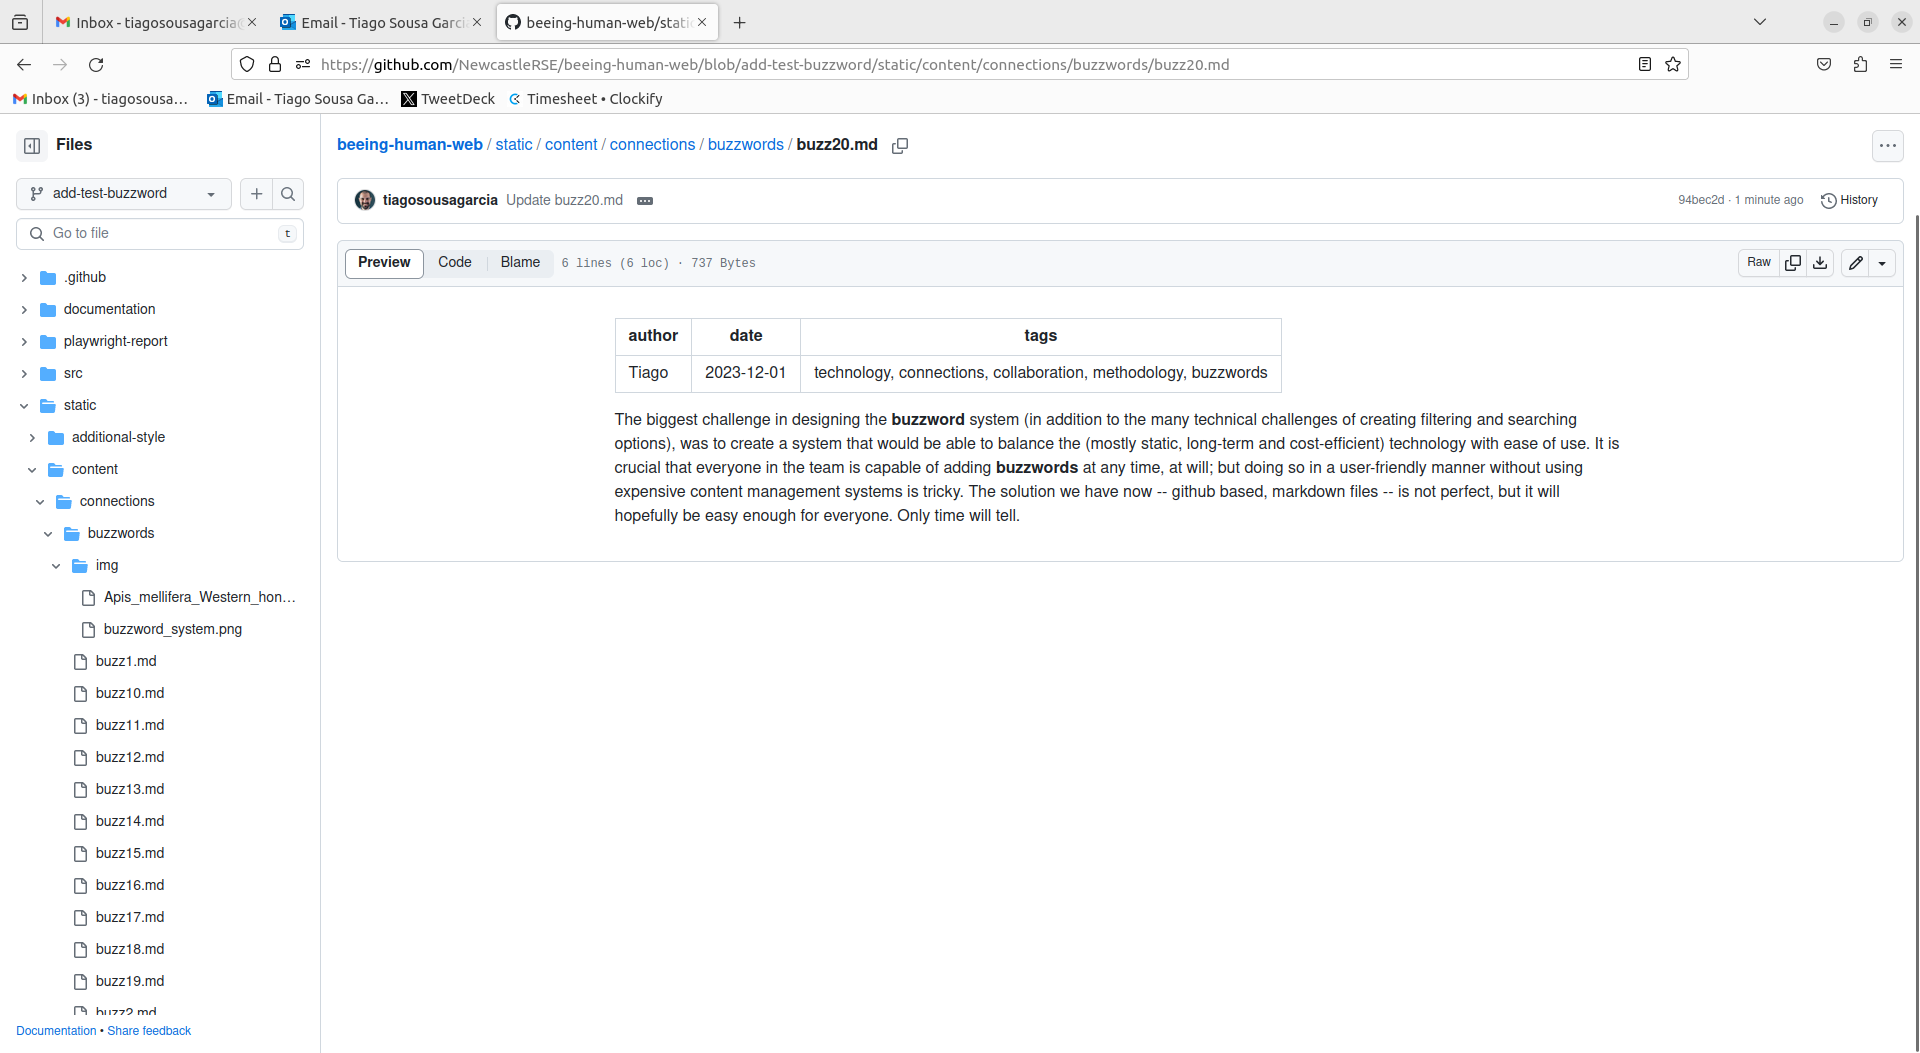 Inbox - tiagosousagarcia
Email - Tiago Sousa Garci
beeing-human-web/stati
https://github.com/NewcastleRSE/beeing-human-web/blob/add-test-buzzword/static/content/connections/buzzwords/buzz20.md
Inbox (3) - tiagosousa…
Email - Tiago Sousa Ga…
TweetDeck
Timesheet • Clockify
Files
beeing-human-web / static / content / connections / buzzwords / buzz20.md
add-test-buzzword
tiagosousagarcia Update buzz20.md
94bec2d · 1 minute ago
History
Go to file
t
Preview
Code
Blame
6 lines (6 loc) · 737 Bytes
Raw
.github
documentation
playwright-report
src
static
additional-style
content
connections
buzzwords
img
Apis_mellifera_Western_hon…
buzzword_system.png
buzz1.md
buzz10.md
buzz11.md
buzz12.md
buzz13.md
buzz14.md
buzz15.md
buzz16.md
buzz17.md
buzz18.md
buzz19.md
buzz2.md
Documentation • Share feedback
author date tags
Tiago 2023-12-01 technology, connections, collaboration, methodology, buzzwords
The biggest challenge in designing the buzzword system (in addition to the many technical challenges of creating filtering and searching
options), was to create a system that would be able to balance the (mostly static, long-term and cost-efficient) technology with ease of use. It is
crucial that everyone in the team is capable of adding buzzwords at any time, at will; but doing so in a user-friendly manner without using
expensive content management systems is tricky. The solution we have now -- github based, markdown files -- is not perfect, but it will
hopefully be easy enough for everyone. Only time will tell.